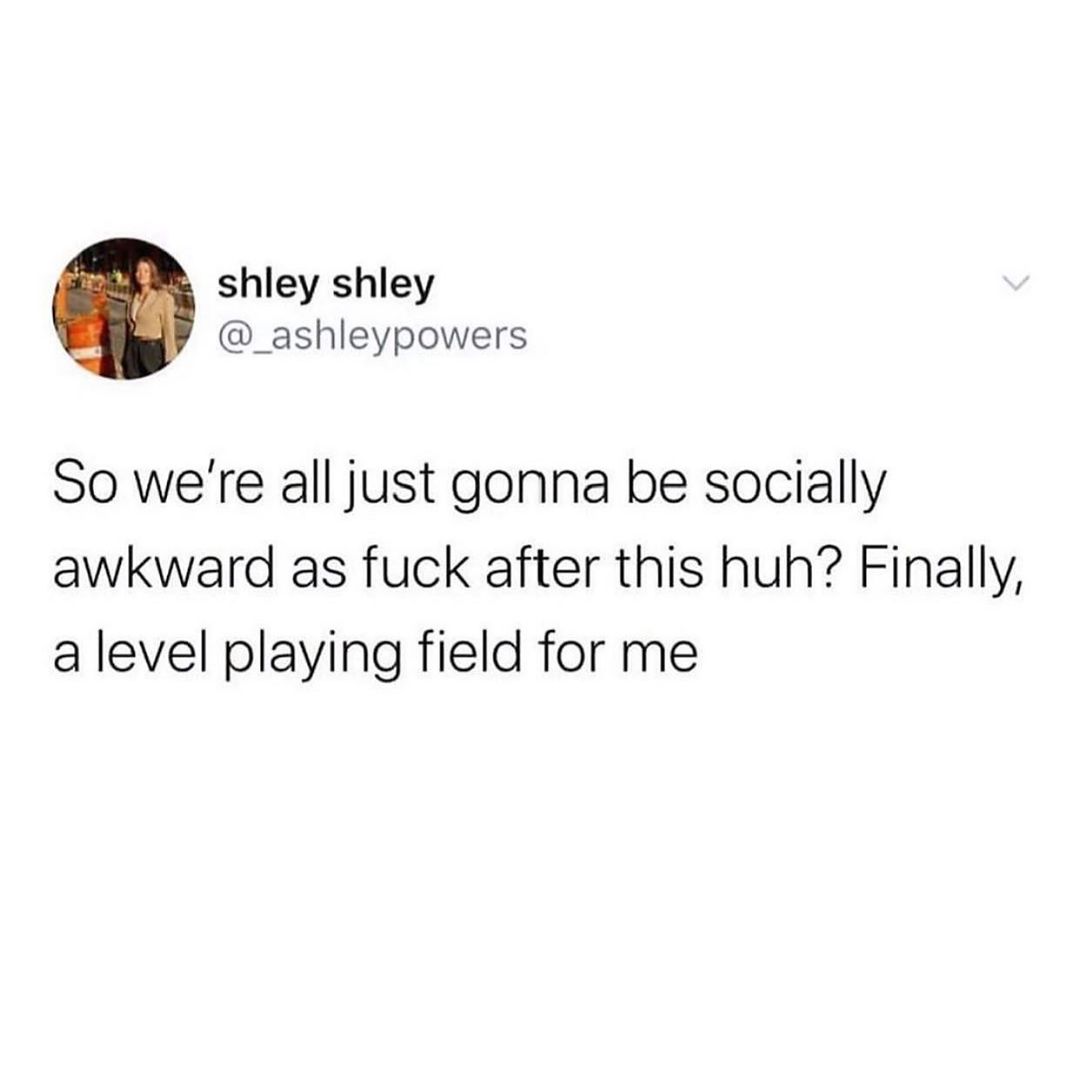 shley shley
@_ashleypowers
So we're all just gonna be socially
awkward as fuck after this huh? Finally,
a level playing field for me